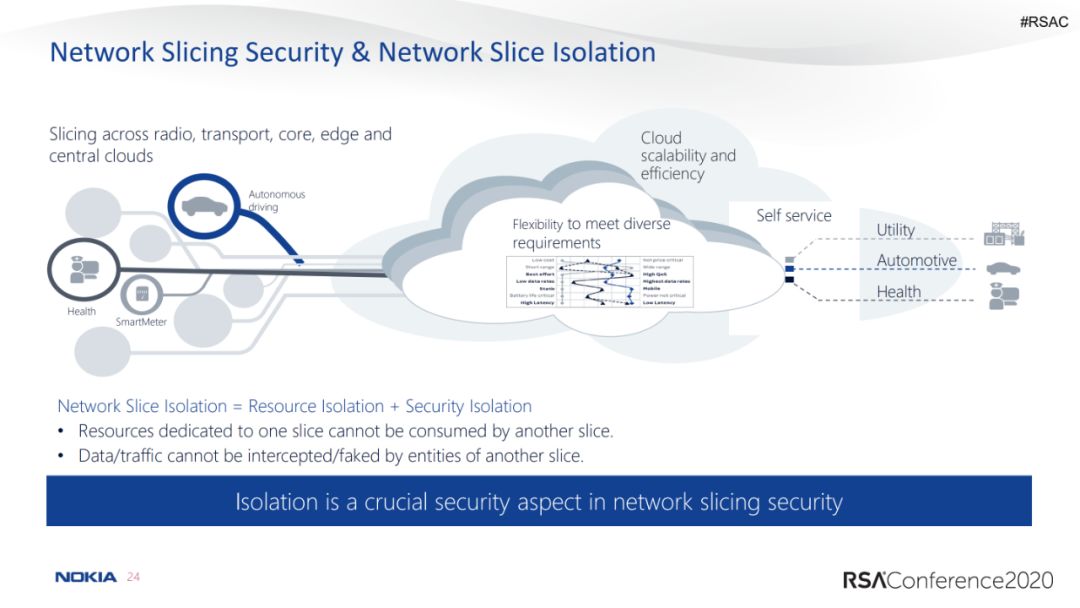 #RSAC
Network Slicing Security & Network Slice Isolation
Slicing across radio, transport, core, edge and
central clouds
Autonomous
driving
Health
SmartMeter
Cloud
scalability and
efficiency
Flexibility to meet diverse
requirements
Low cost
Short range
Best effort
Low data rates
Static
Battery life critical
High Latency
Not price critical
Wide range
High QoS
Highest data rates
Mobile
Power not critical
Low Latency
Self service
Utility
Automotive
Health
Network Slice Isolation = Resource Isolation + Security Isolation
• Resources dedicated to one slice cannot be consumed by another slice.
• Data/traffic cannot be intercepted/faked by entities of another slice.
Isolation is a crucial security aspect in network slicing security
NOKIA 24
RSAConference2020